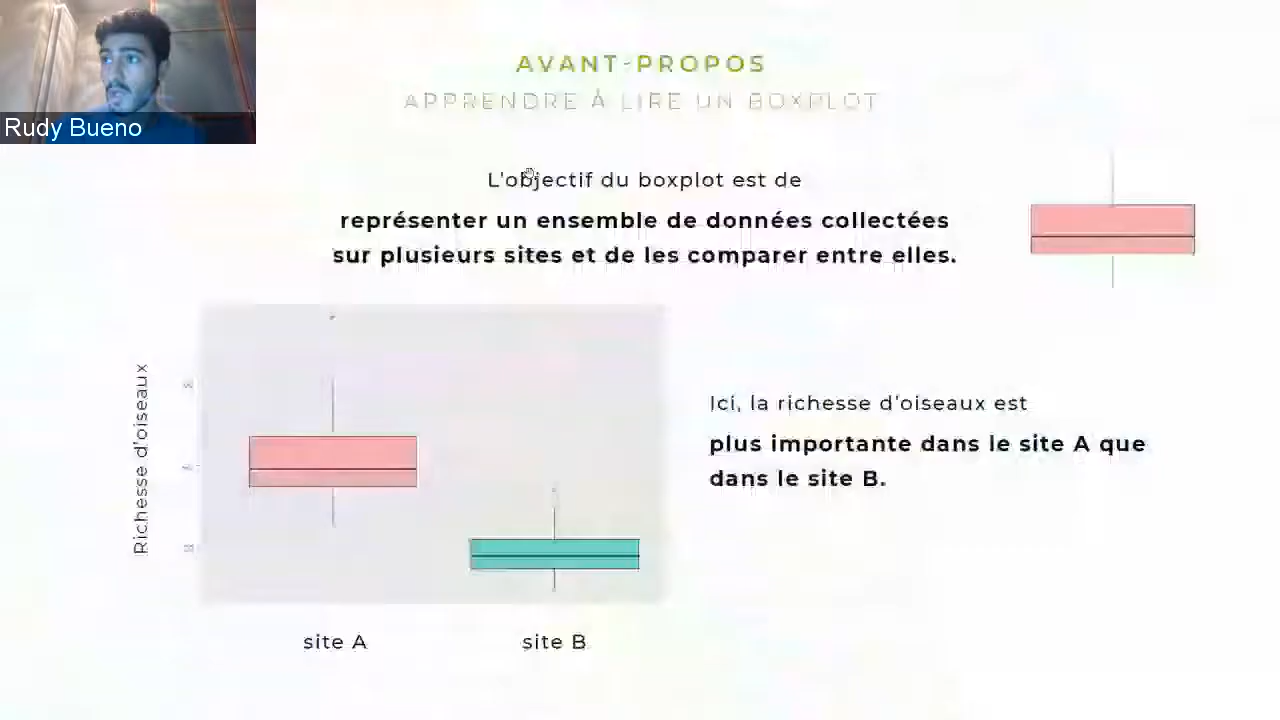 Rudy Bueno
AVANT-PROPOS
APPRENDRE À LIRE UN BOXPLOT
L'objectif du boxplot est de
représenter un ensemble de données collectées
sur plusieurs sites et de les comparer entre elles.
Richesse d'oiseaux
Ici, la richesse d'oiseaux est
plus importante dans le site A que
dans le site B.
site A
site B